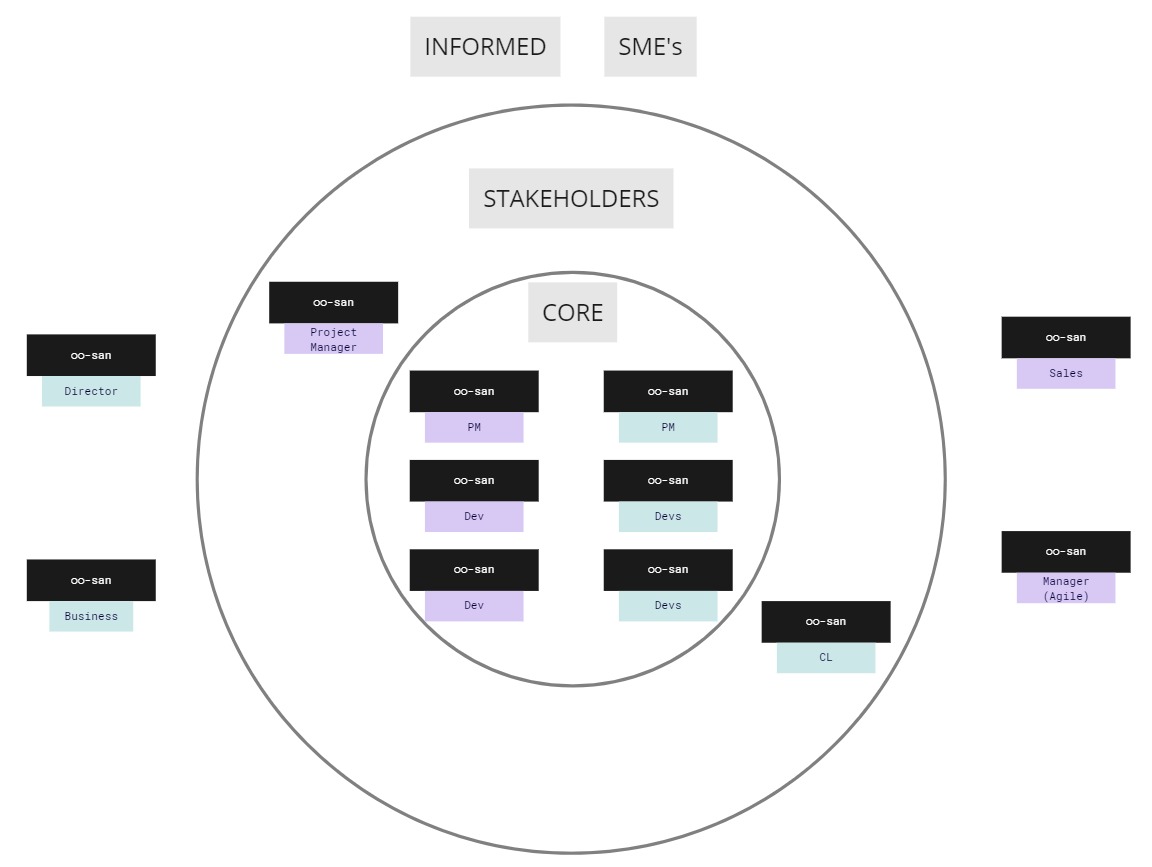 INFORMED
SME's
STAKEHOLDERS
CORE
oo-san
Project
Manager
oo-san
Director
oo-san
Sales
oo-san
PM
oo-san
PM
oo-san
Dev
oo-san
Devs
oo-san
Dev
oo-san
Devs
oo-san
Business
oo-san
Manager
(Agile)
oo-san
CL